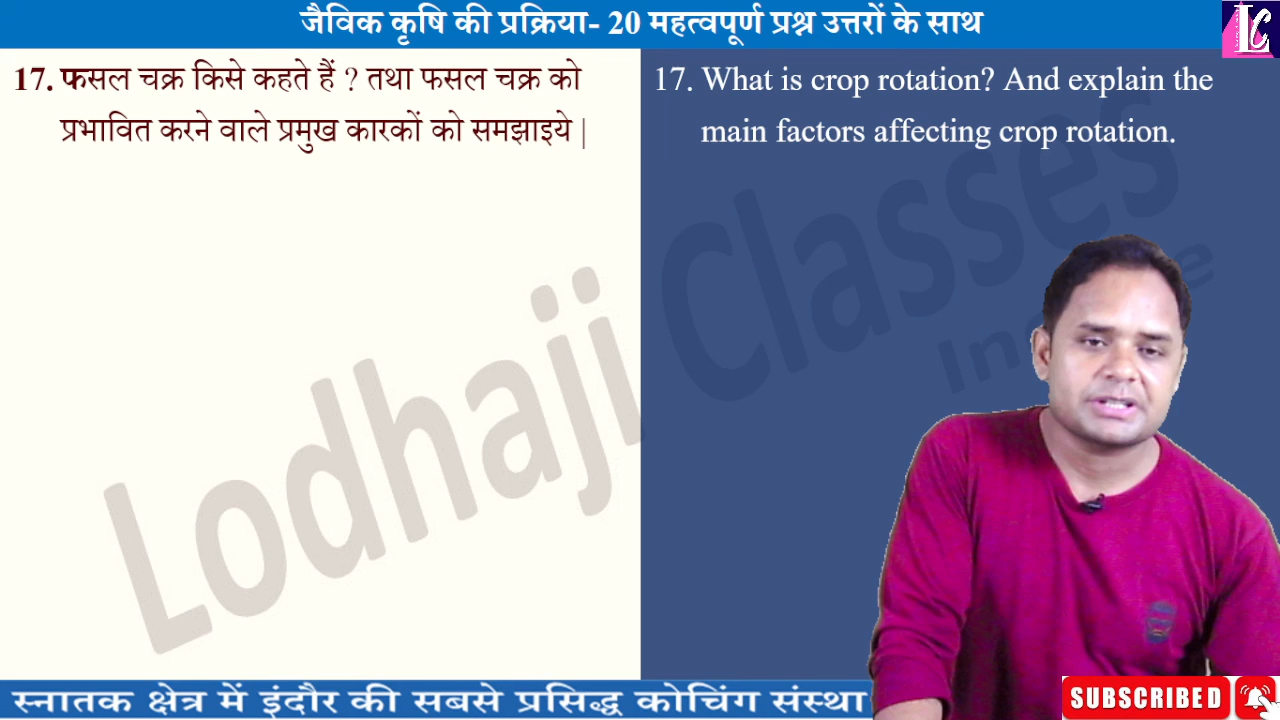 जैविक कृषि की प्रक्रिया- 20 महत्वपूर्ण प्रश्न उत्तरों के साथ
LC
17. फसल चक्र किसे कहते हैं ? तथा फसल चक्र को
प्रभावित करने वाले प्रमुख कारकों को समझाइये |
17. What is crop rotation? And explain the
main factors affecting crop rotation.
Lodhaji Classes
स्नातक क्षेत्र में इंदौर की सबसे प्रसिद्ध कोचिंग संस्था
SUBSCRIBED